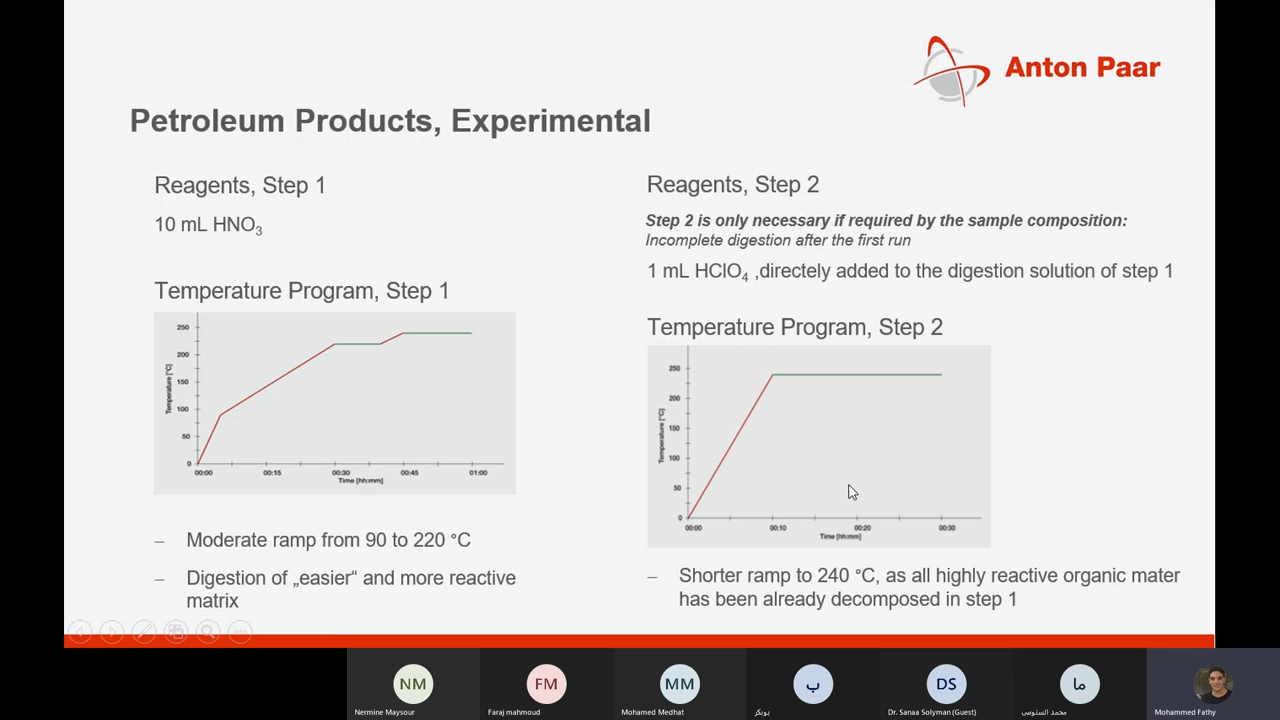 Anton Paar
Petroleum Products, Experimental
Reagents, Step 1
10 mL HNO3
Temperature Program, Step 1
250
200
150
100
50
0
Temperature [°C]
00:00
00:15
00:30
00:45
01:00
Time [hh:mm]
– Moderate ramp from 90 to 220 °C
– Digestion of „easier“ and more reactive
matrix
Reagents, Step 2
Step 2 is only necessary if required by the sample composition:
Incomplete digestion after the first run
1 mL HClO4 ,directely added to the digestion solution of step 1
Temperature Program, Step 2
250
200
150
100
50
0
Temperature [°C]
00:00
00:10
00:20
00:30
Time [hh:mm]
– Shorter ramp to 240 °C, as all highly reactive organic mater
has been already decomposed in step 1
NM
FM
MM
ب
DS
ما
Nermine Maysour
Faraj mahmoud
Mohamed Medhat
بوبكر
Dr. Sanaa Solyman (Guest)
محمد السنوسي
Mohammed Fathy